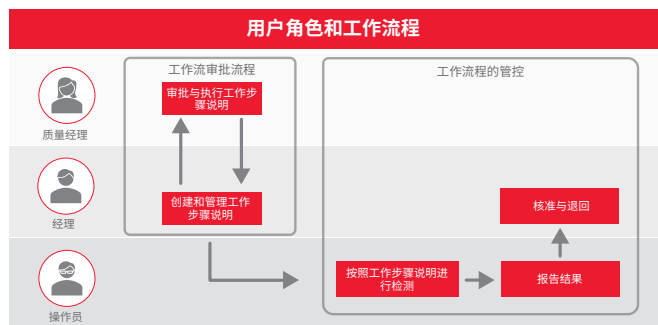 用户角色和工作流程
工作流审批流程
工作流程的管控
审批与执行工作步
骤说明
质量经理
创建和管理工作
步骤说明
核准与退回
经理
按照工作步骤说明进
行检测
报告结果
操作员